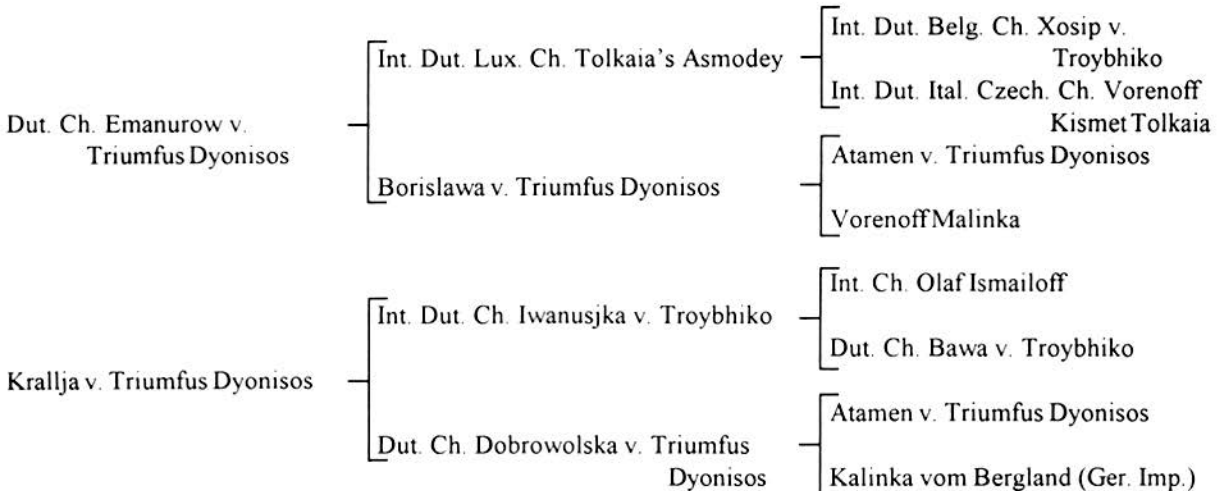 Int. Dut. Belg. Ch. Xosip v.
Troybhiko
Int. Dut. Lux. Ch. Tolkaia's Asmodey
Int. Dut. Ital. Czech. Ch. Vorenoff
Kismet Tolkaia
Dut. Ch. Emanurow v.
Triumfus Dyonisos
Atamen v. Triumfus Dyonisos
Borislawa v. Triumfus Dyonisos
Vorenoff Malinka
Int. Ch. Olaf Ismailoff
Int. Dut. Ch. Iwanusjka v. Troybhiko
Dut. Ch. Bawa v. Troybhiko
Krallja v. Triumfus Dyonisos
Atamen v. Triumfus Dyonisos
Dut. Ch. Dobrowolska v. Triumfus
Dyonisos
Kalinka vom Bergland (Ger. Imp.)